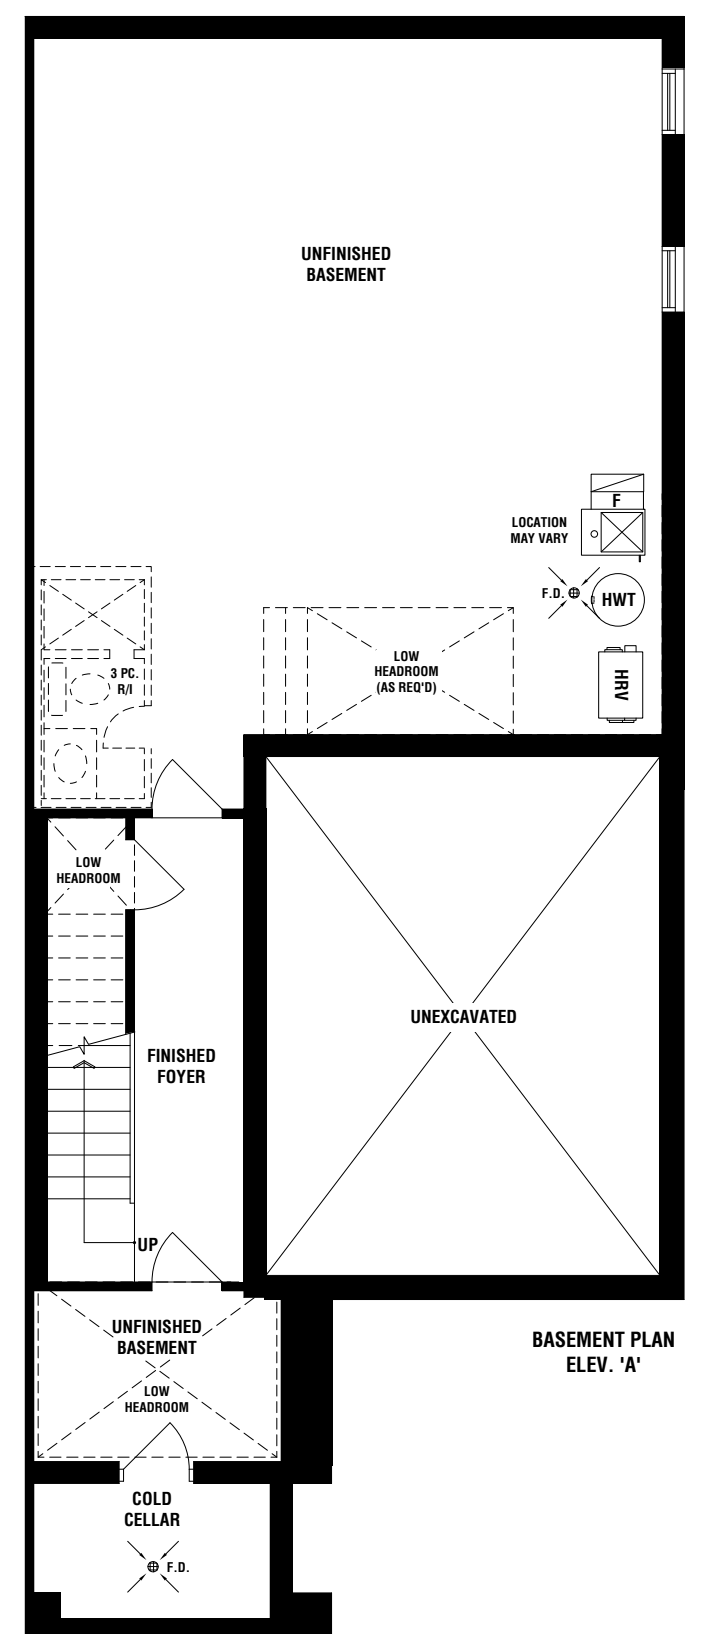 UNFINISHED
BASEMENT
F
LOCATION
MAY VARY
F.D.
HWT
LOW
HEADROOM
(AS REQ'D)
3 PC.
R/I
HRV
LOW
HEADROOM
UNEXCAVATED
FINISHED
FOYER
UP
UNFINISHED
BASEMENT
LOW
HEADROOM
BASEMENT PLAN
ELEV. 'A'
COLD
CELLAR
F.D.